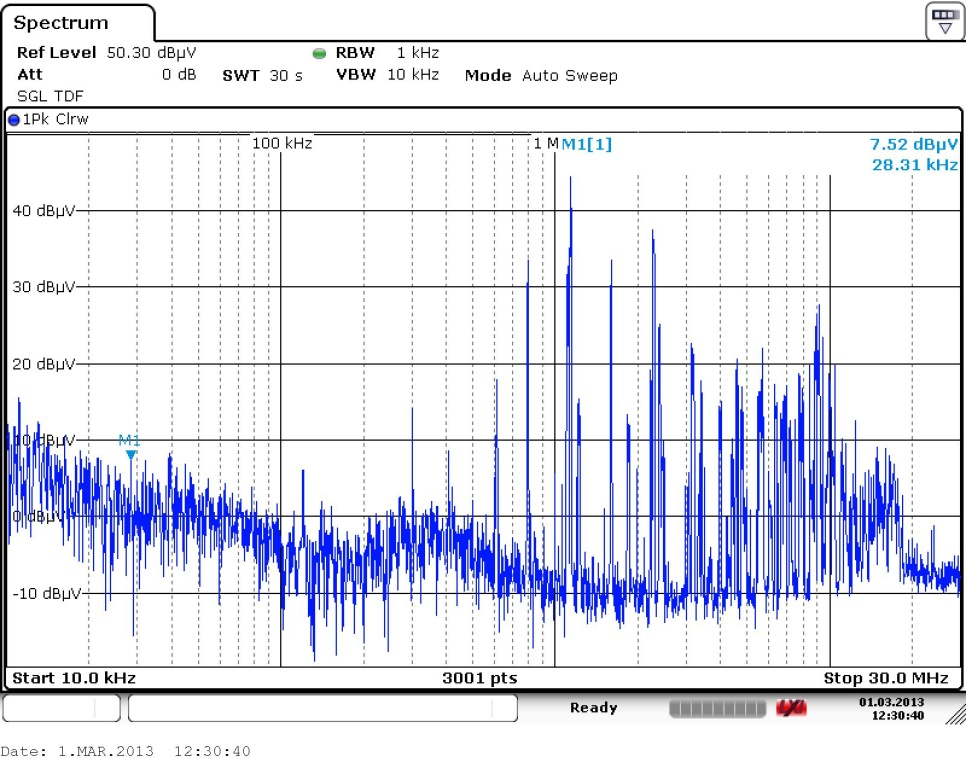 Spectrum
Ref Level 50.30 dBµV RBW 1 kHz
Att 0 dB SWT 30 s VBW 10 kHz Mode Auto Sweep
SGL TDF
1Pk Clrw
100 kHz 1 M M1[1] 7.52 dBµV
28.31 kHz
40 dBµV
30 dBµV
20 dBµV
10 dBµV
M1
0 dBµV
-10 dBµV
Start 10.0 kHz 3001 pts Stop 30.0 MHz
Ready 01.03.2013
12:30:40
Date: 1.MAR.2013 12:30:40